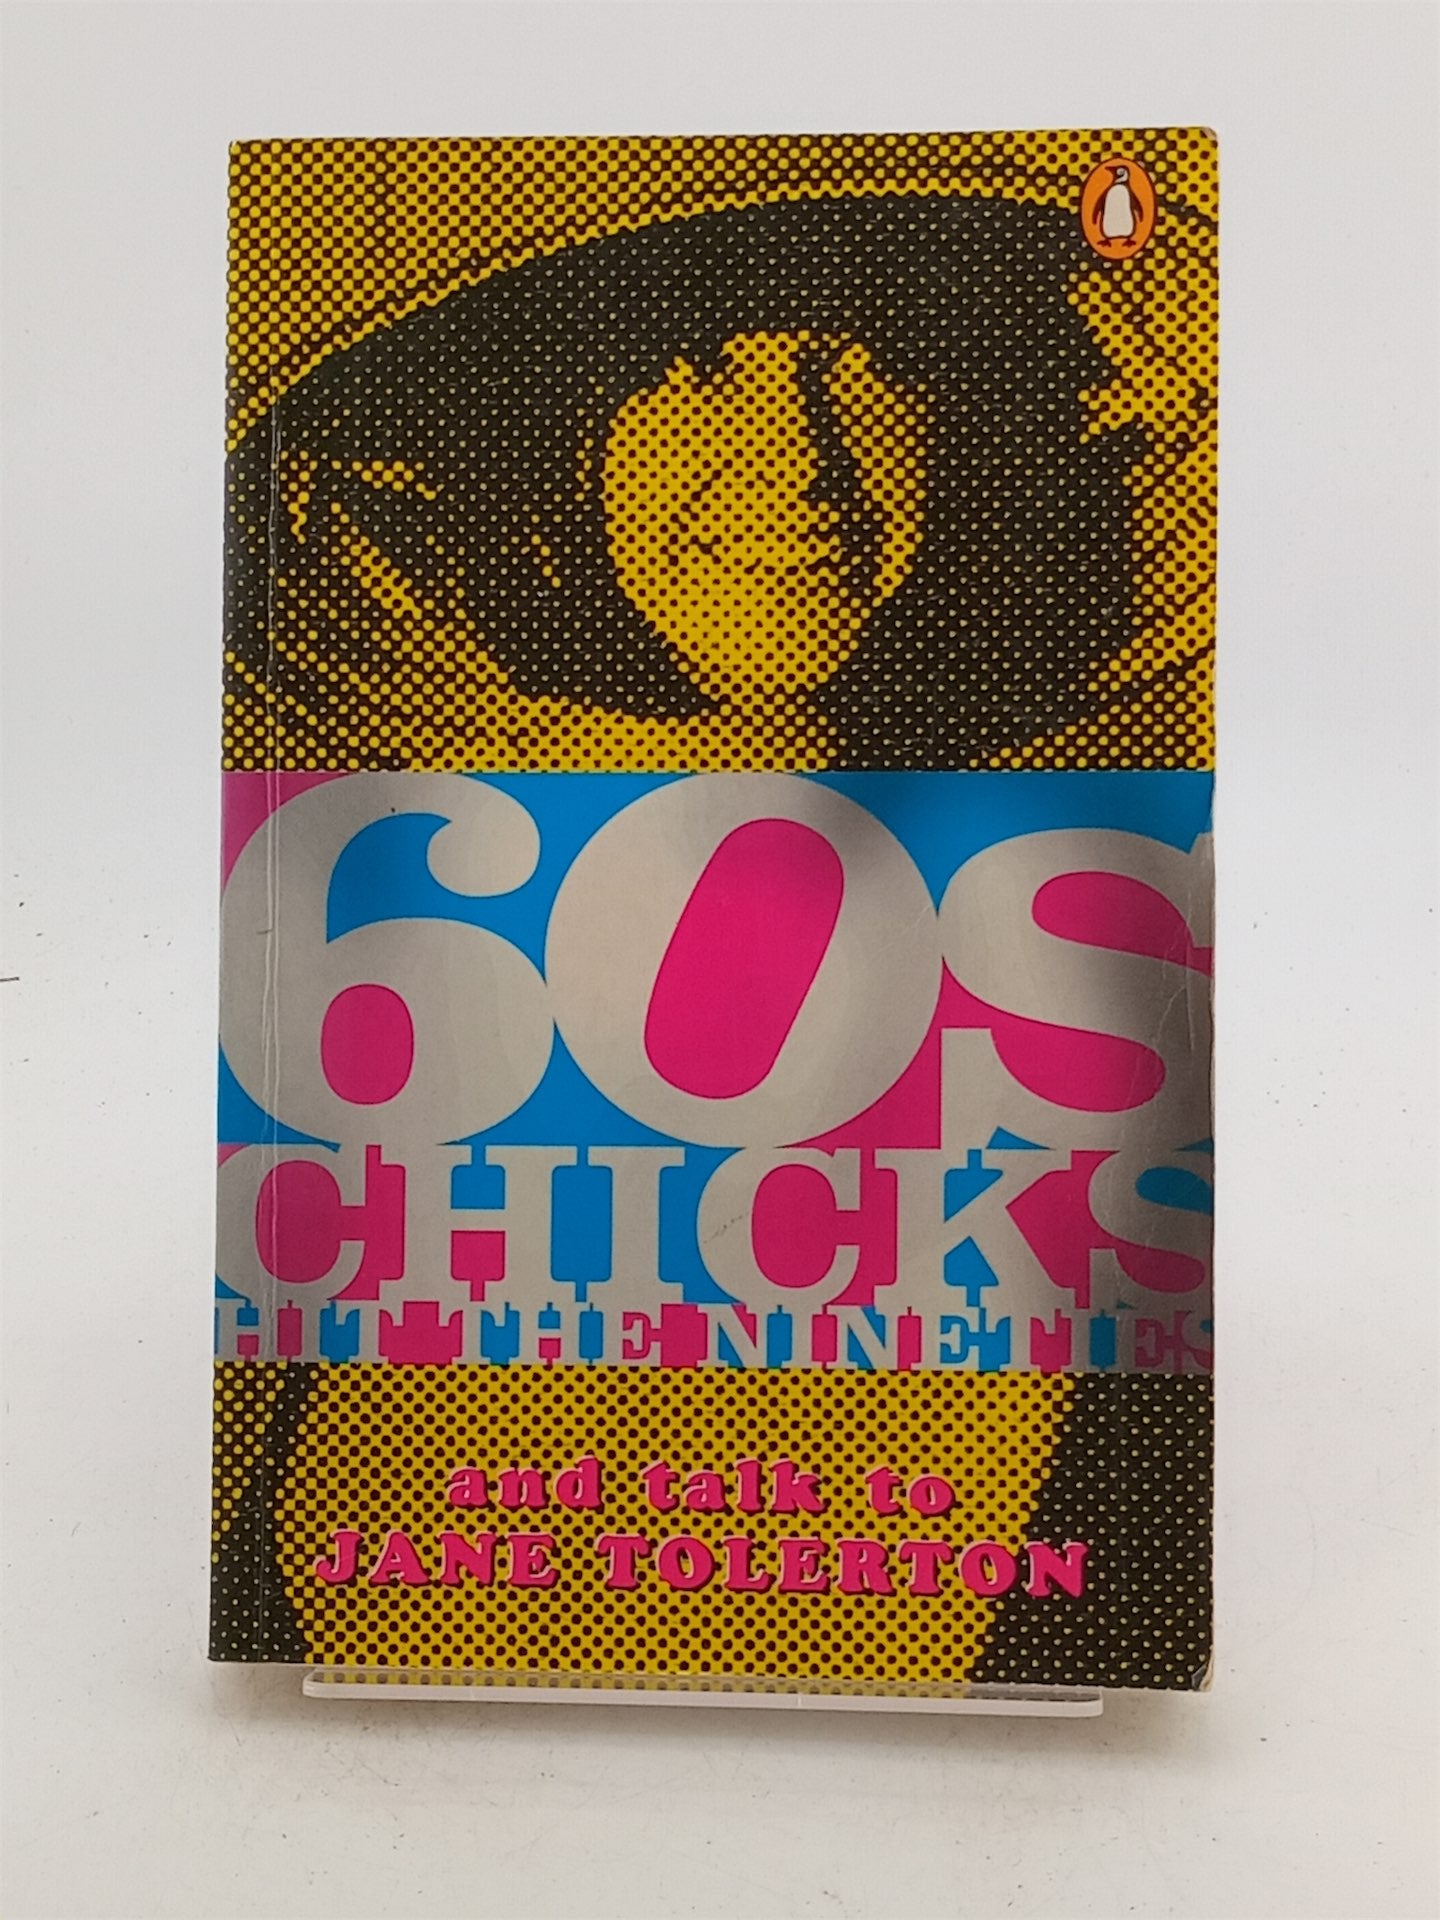 60S
CHICKS
HIT THE NINETIES
and talk to
JANE TOLERTON